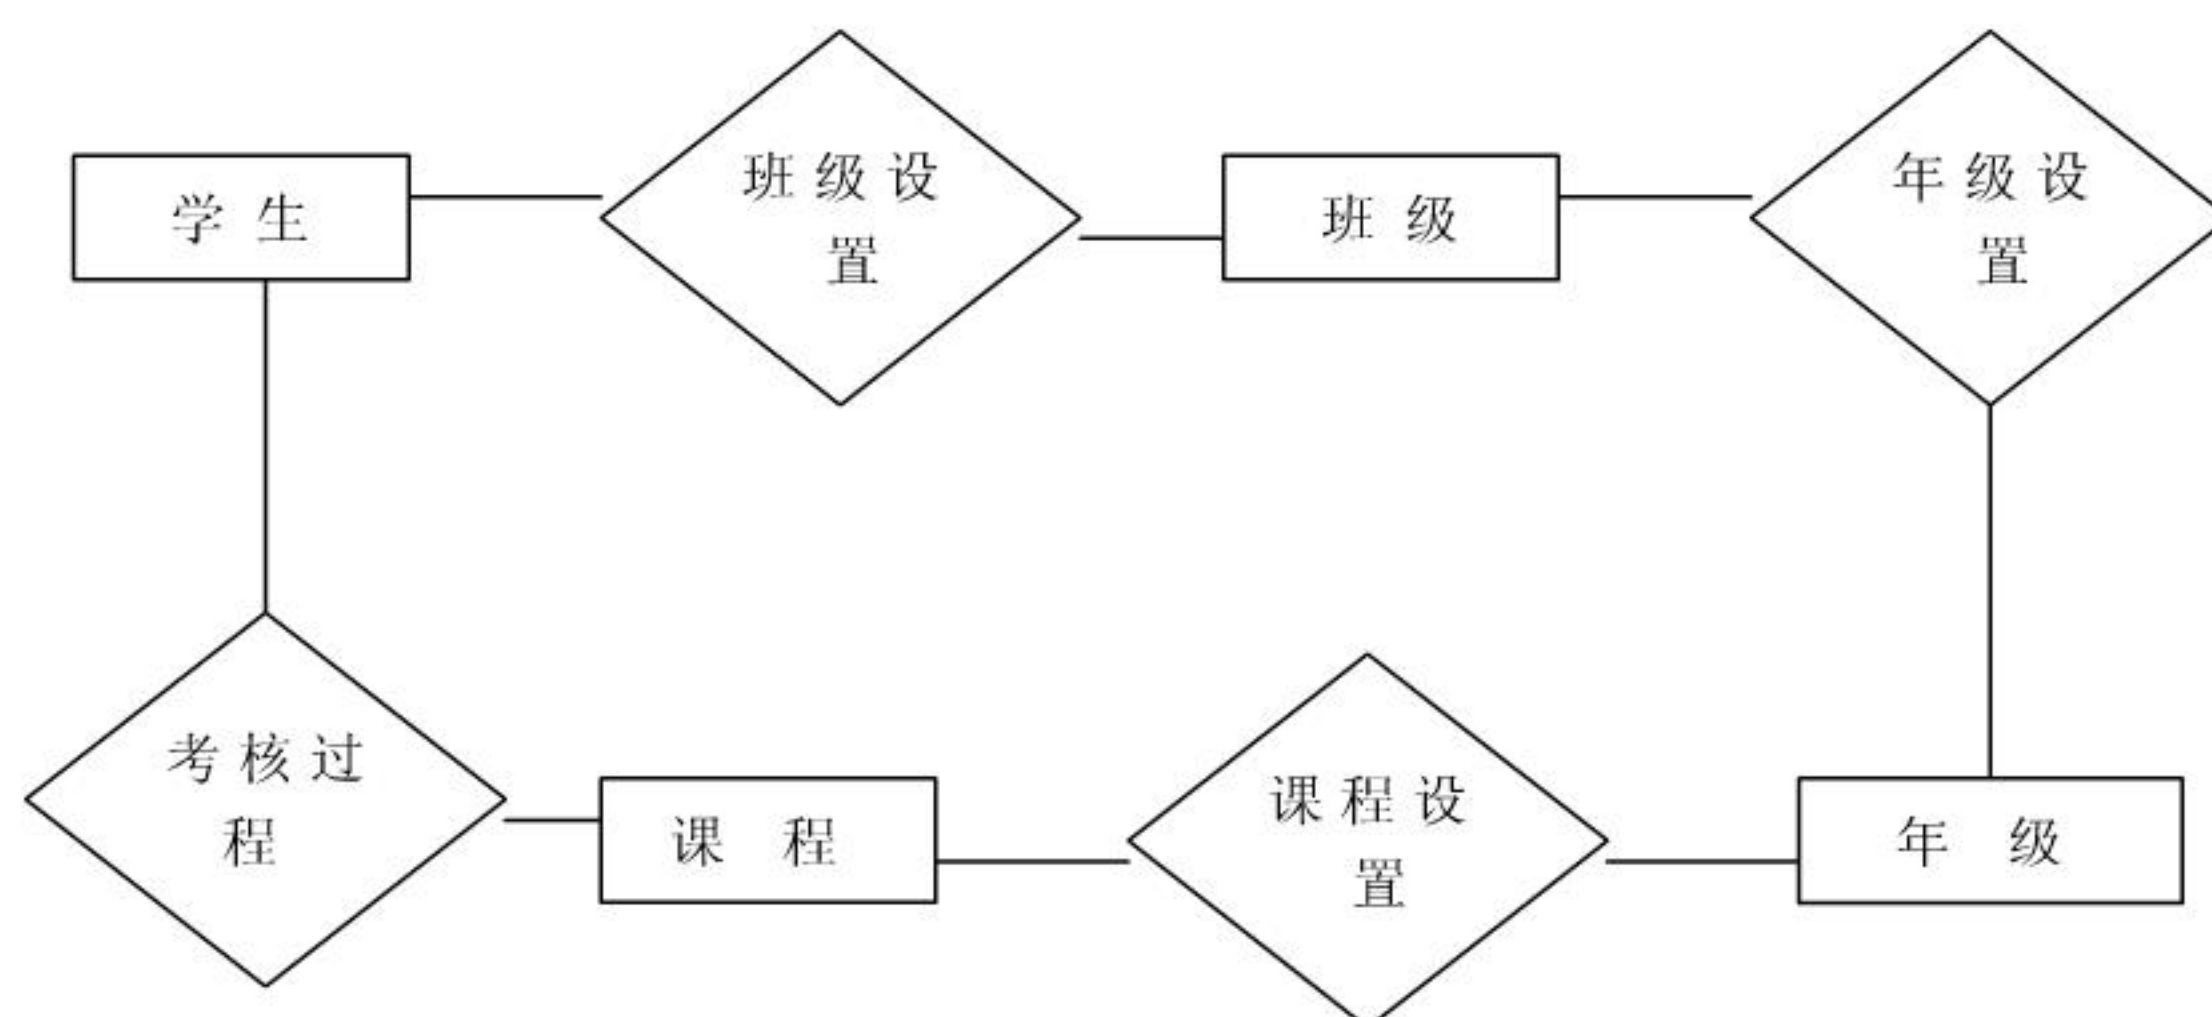 学 生
班 级 设
置
班 级
年 级 设
置
考 核 过
程
课 程
课 程 设
置
年 级